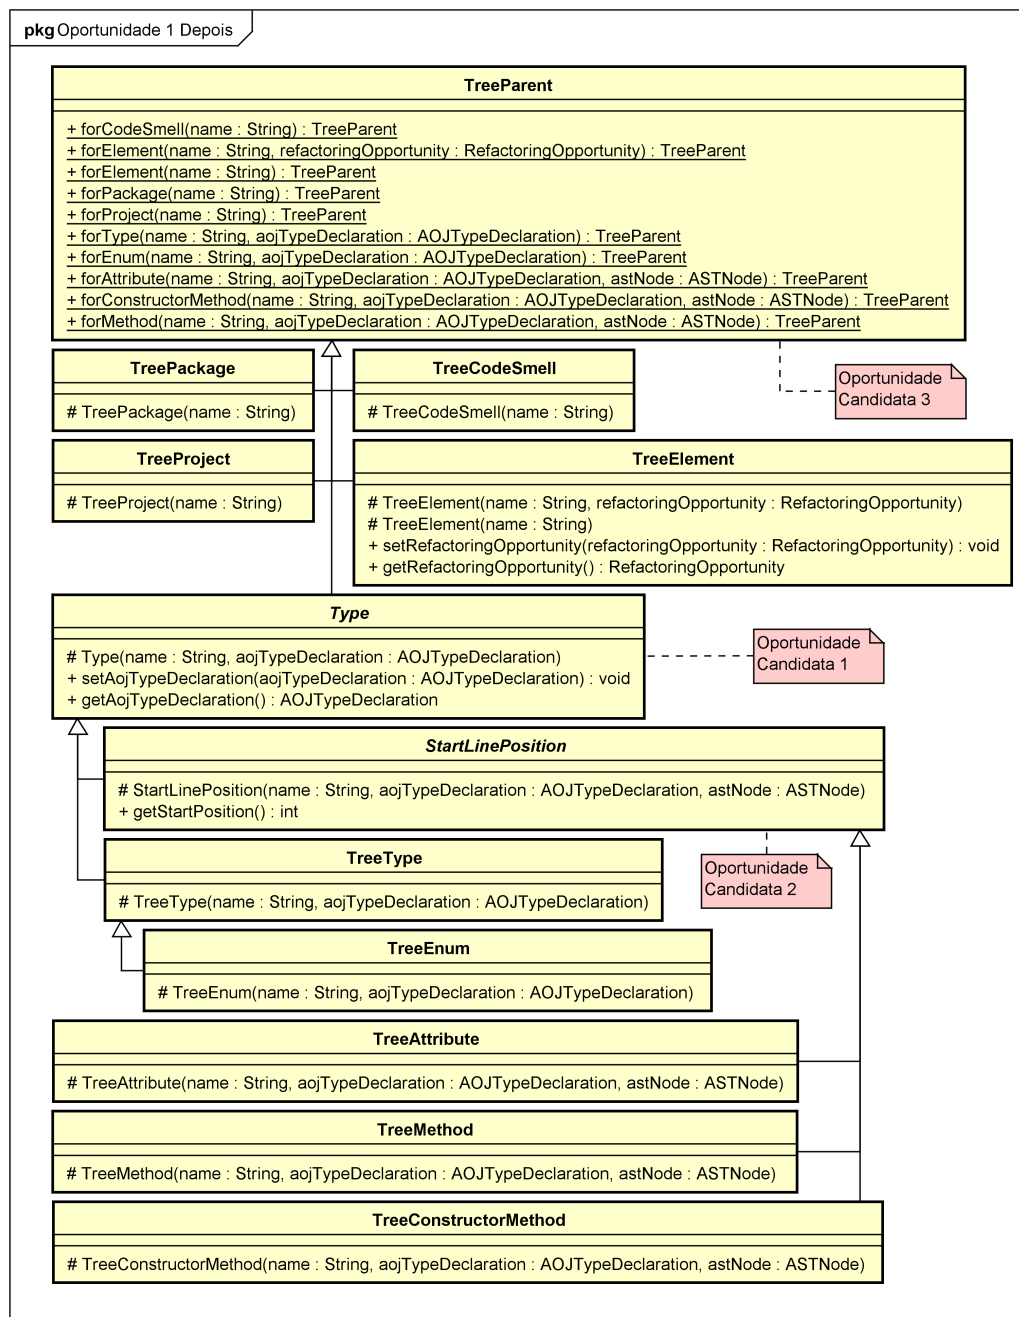 pkg Oportunidade 1 Depois
TreeParent
+ forCodeSmell(name : String) : TreeParent
+ forElement(name : String, refactoringOpportunity : RefactoringOpportunity) : TreeParent
+ forElement(name : String) : TreeParent
+ forPackage(name : String) : TreeParent
+ forProject(name : String) : TreeParent
+ forType(name : String, aojTypeDeclaration : AOJTypeDeclaration) : TreeParent
+ forEnum(name : String, aojTypeDeclaration : AOJTypeDeclaration) : TreeParent
+ forAttribute(name : String, aojTypeDeclaration : AOJTypeDeclaration, astNode : ASTNode) : TreeParent
+ forConstructorMethod(name : String, aojTypeDeclaration : AOJTypeDeclaration, astNode : ASTNode) : TreeParent
+ forMethod(name : String, aojTypeDeclaration : AOJTypeDeclaration, astNode : ASTNode) : TreeParent
TreePackage
# TreePackage(name : String)
TreeCodeSmell
# TreeCodeSmell(name : String)
Oportunidade
Candidata 3
TreeProject
# TreeProject(name : String)
TreeElement
# TreeElement(name : String, refactoringOpportunity : RefactoringOpportunity)
# TreeElement(name : String)
+ setRefactoringOpportunity(refactoringOpportunity : RefactoringOpportunity) : void
+ getRefactoringOpportunity() : RefactoringOpportunity
Type
# Type(name : String, aojTypeDeclaration : AOJTypeDeclaration)
+ setAojTypeDeclaration(aojTypeDeclaration : AOJTypeDeclaration) : void
+ getAojTypeDeclaration() : AOJTypeDeclaration
Oportunidade
Candidata 1
StartLinePosition
# StartLinePosition(name : String, aojTypeDeclaration : AOJTypeDeclaration, astNode : ASTNode)
+ getStartPosition() : int
TreeType
# TreeType(name : String, aojTypeDeclaration : AOJTypeDeclaration)
Oportunidade
Candidata 2
TreeEnum
# TreeEnum(name : String, aojTypeDeclaration : AOJTypeDeclaration)
TreeAttribute
# TreeAttribute(name : String, aojTypeDeclaration : AOJTypeDeclaration, astNode : ASTNode)
TreeMethod
# TreeMethod(name : String, aojTypeDeclaration : AOJTypeDeclaration, astNode : ASTNode)
TreeConstructorMethod
# TreeConstructorMethod(name : String, aojTypeDeclaration : AOJTypeDeclaration, astNode : ASTNode)